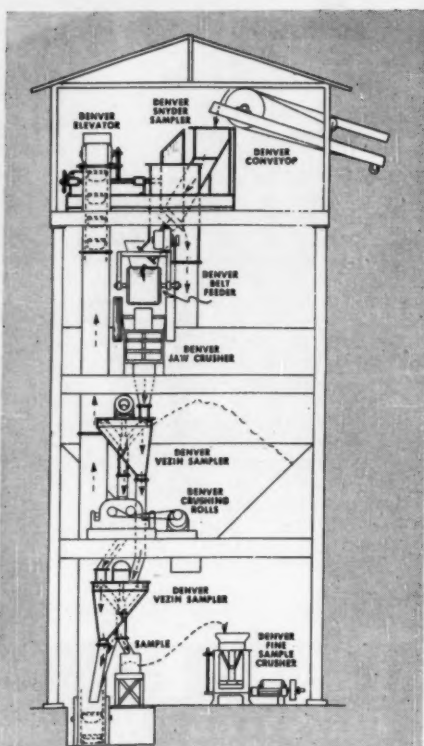 DENVER
ELEVATOR
DENVER
SNYDER
SAMPLER
DENVER
CONVEYOP
DENVER
BELT
FEEDER
DENVER
JAW CRUSHER
DENVER
VEZIN SAMPLER
DENVER
CRUSHING
ROLLS
DENVER
VEZIN SAMPLER
SAMPLE
DENVER
FINE
SAMPLE
CRUSHER